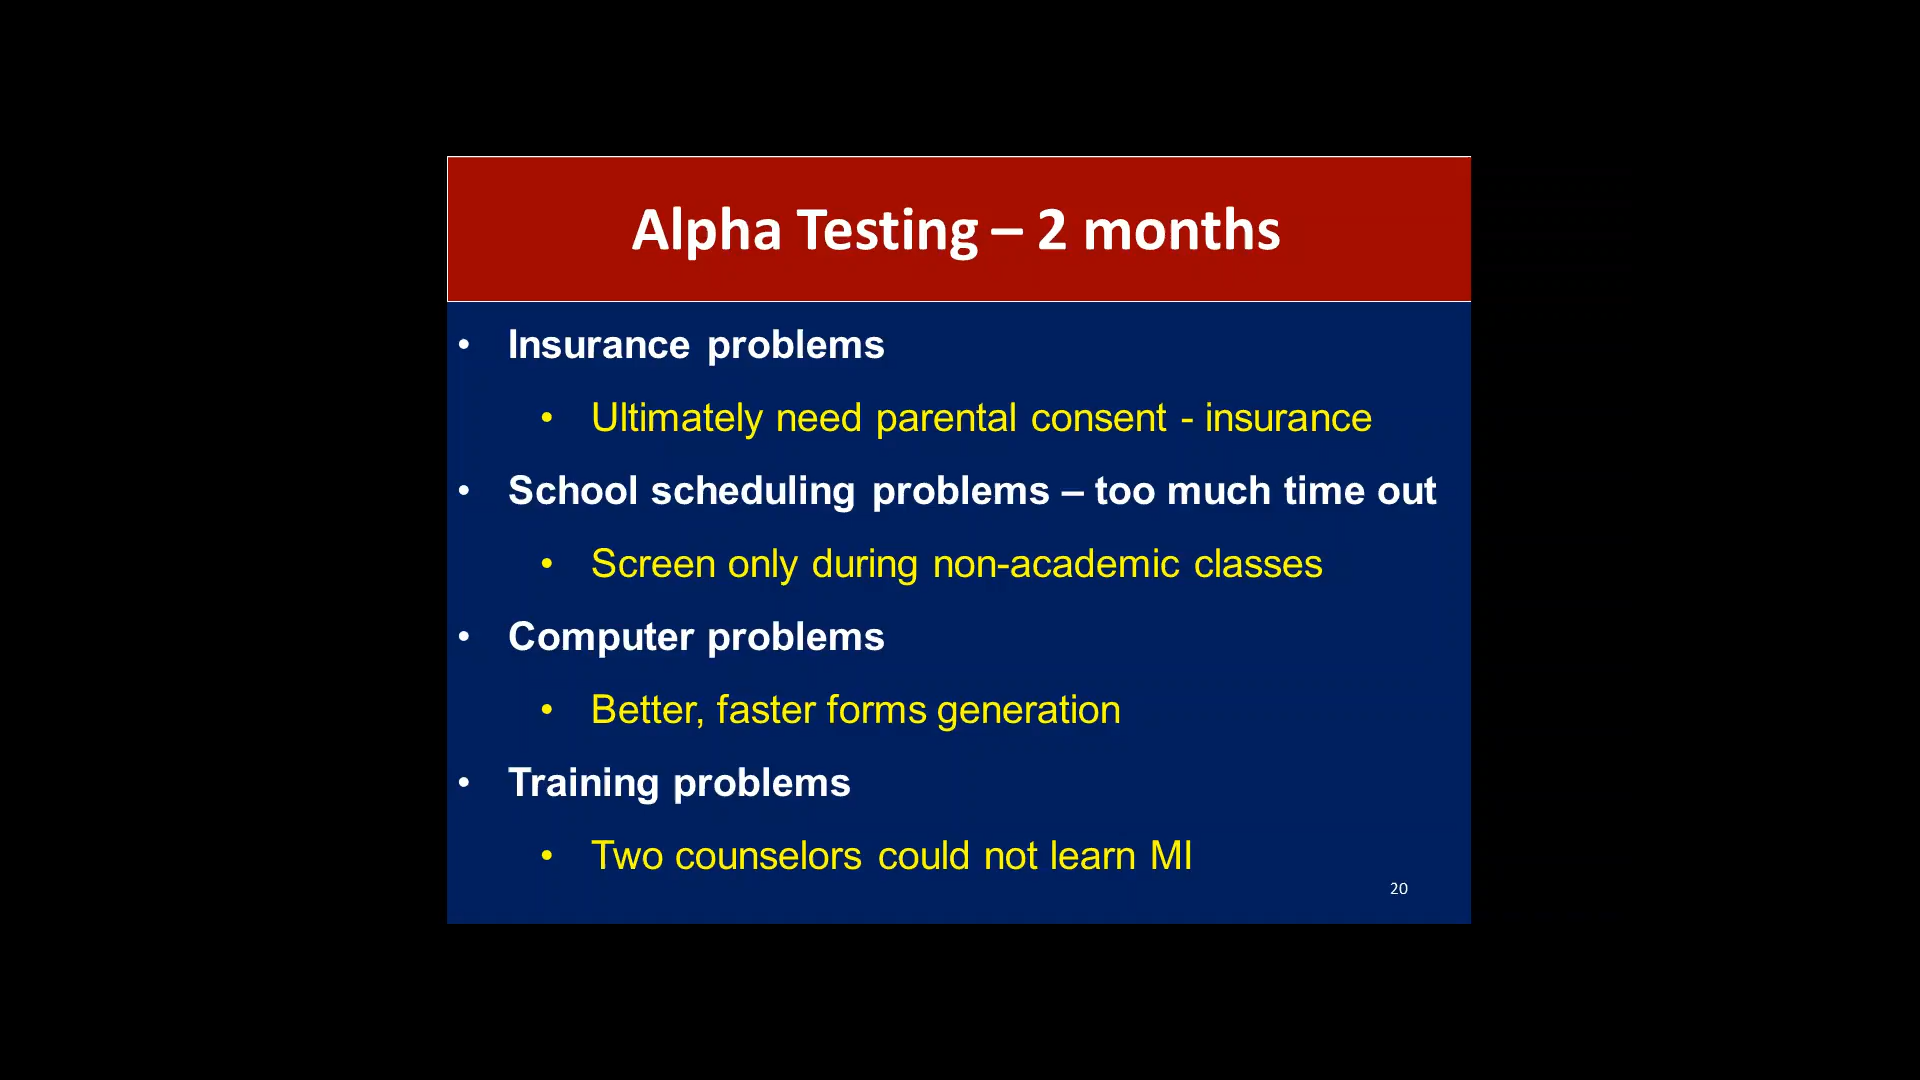 Alpha Testing – 2 months
• Insurance problems
• Ultimately need parental consent - insurance
• School scheduling problems – too much time out
• Screen only during non-academic classes
• Computer problems
• Better, faster forms generation
• Training problems
• Two counselors could not learn MI
20